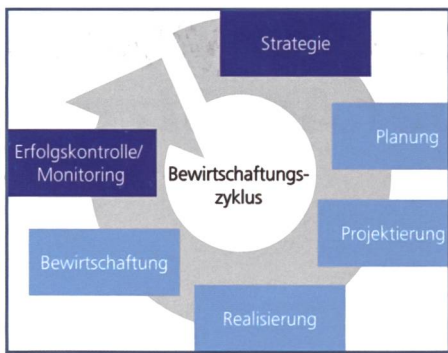 Strategie
Planung
Projektierung
Realisierung
Bewirtschaftung
Erfolgskontrolle/
Monitoring
Bewirtschaftungs-
zyklus